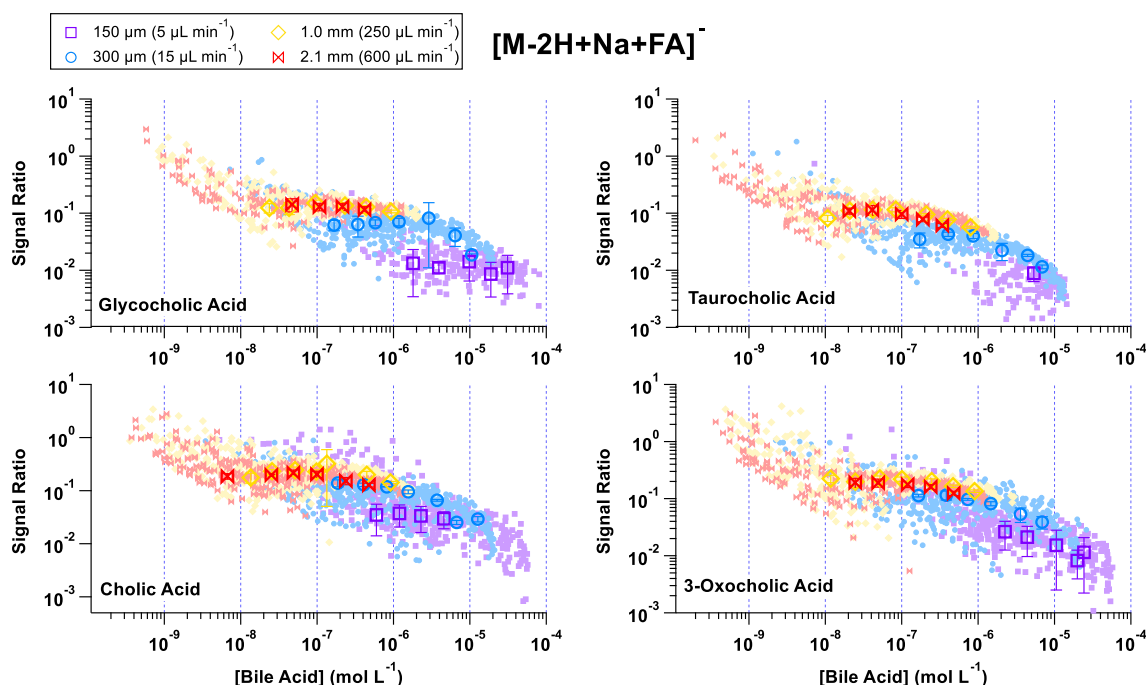 150 µm (5 µL min⁻¹) 1.0 mm (250 µL min⁻¹)
300 µm (15 µL min⁻¹) 2.1 mm (600 µL min⁻¹)
[M-2H+Na+FA]⁻
10¹
10⁰
10⁻¹
10⁻²
10⁻³
Signal Ratio
Glycocholic Acid
10⁻⁹ 10⁻⁸ 10⁻⁷ 10⁻⁶ 10⁻⁵ 10⁻⁴
10¹
10⁰
10⁻¹
10⁻²
10⁻³
Signal Ratio
Taurocholic Acid
10⁻⁹ 10⁻⁸ 10⁻⁷ 10⁻⁶ 10⁻⁵ 10⁻⁴
10¹
10⁰
10⁻¹
10⁻²
10⁻³
Signal Ratio
Cholic Acid
10⁻⁹ 10⁻⁸ 10⁻⁷ 10⁻⁶ 10⁻⁵ 10⁻⁴
[Bile Acid] (mol L⁻¹)
10¹
10⁰
10⁻¹
10⁻²
10⁻³
Signal Ratio
3-Oxocholic Acid
10⁻⁹ 10⁻⁸ 10⁻⁷ 10⁻⁶ 10⁻⁵ 10⁻⁴
[Bile Acid] (mol L⁻¹)